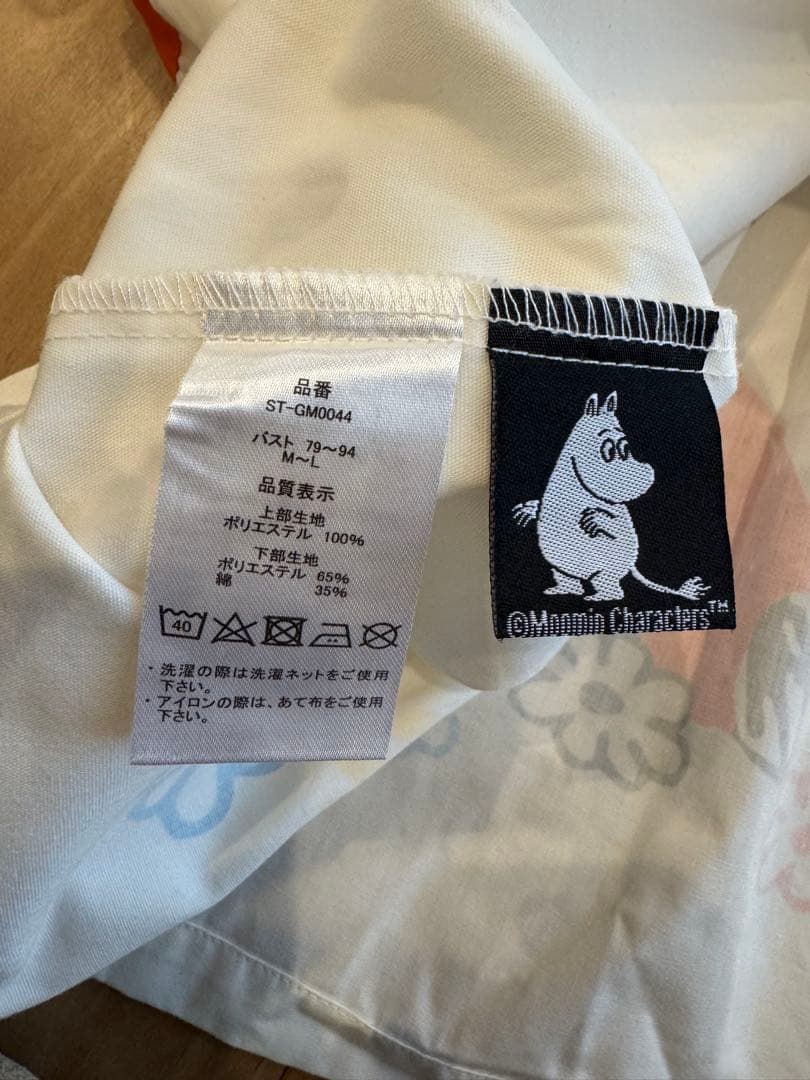 品番
ST-GM0044
バスト 79～94
M～L
品質表示
上部生地
ポリエステル 100%
下部生地
ポリエステル 65%
綿 35%
40
・洗濯の際は洗濯ネットをご使用
下さい。
・アイロンの際は、あて布をご使用
下さい。
©Moomin Characters™